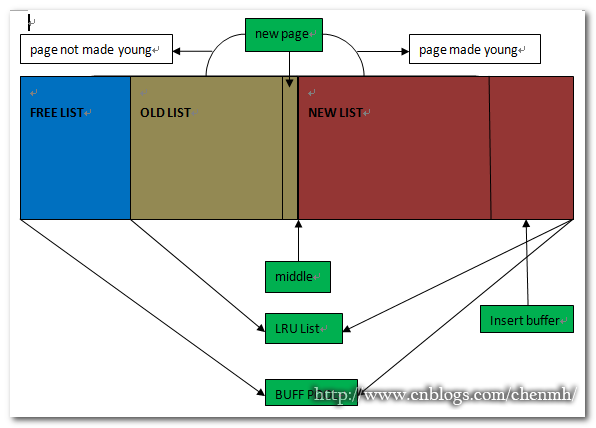 new page
page not made young
page made young
FREE LIST
OLD LIST
NEW LIST
middle
LRU List
Insert buffer
BUFF
http://www.cnblogs.com/chenmh/